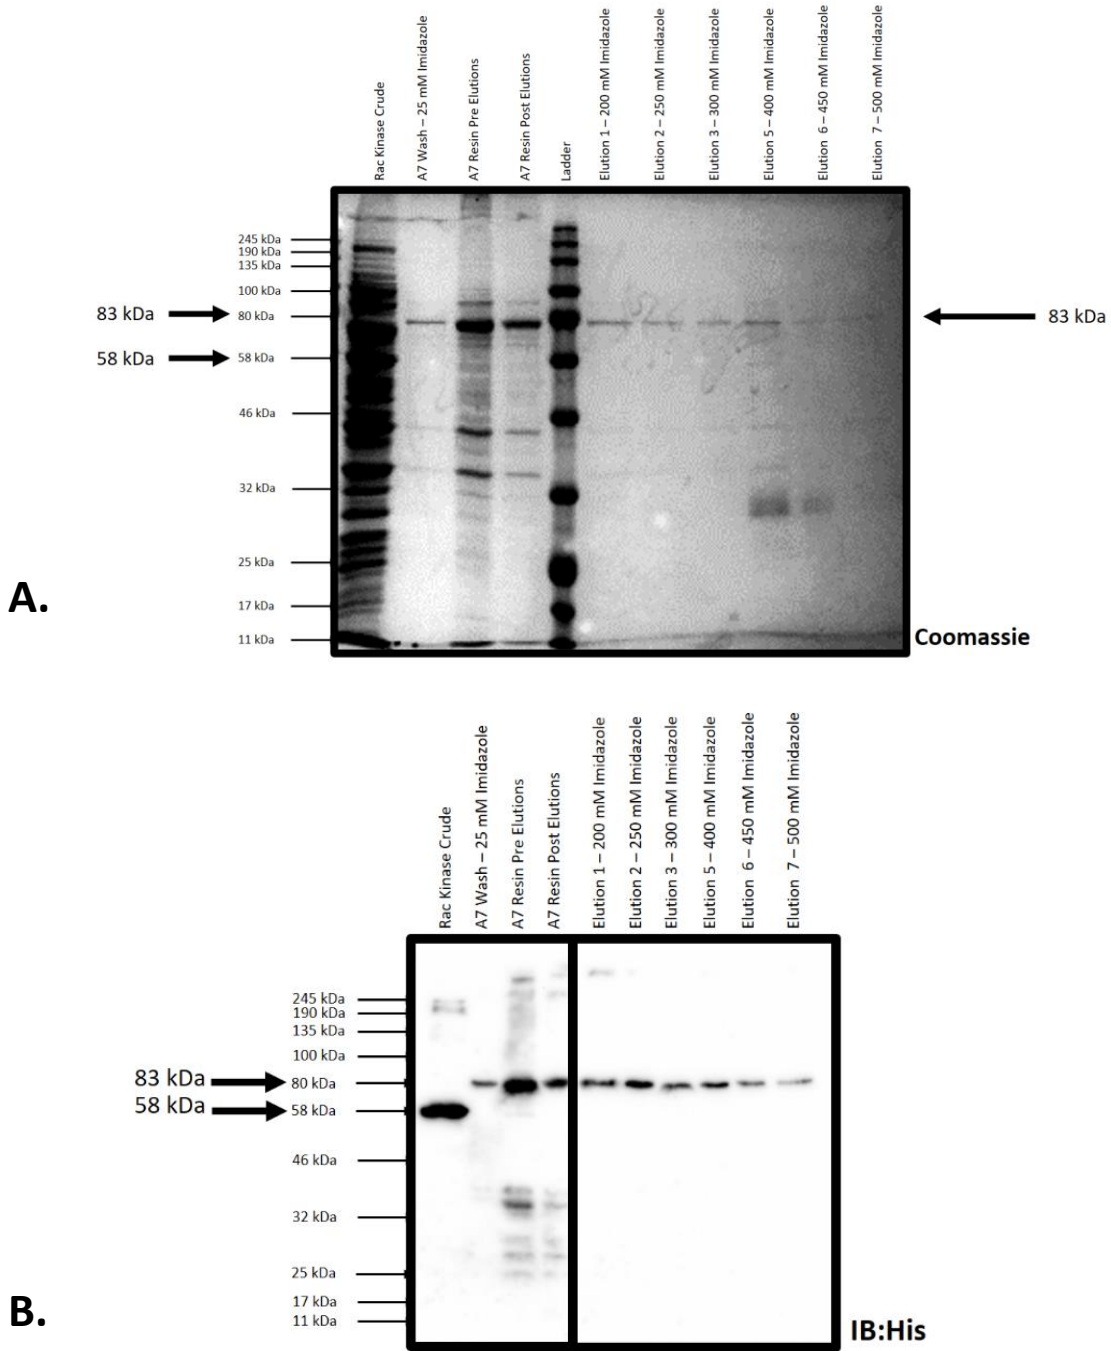 Rac Kinase Crude
A7 Wash – 25 mM Imidazole
A7 Resin Pre Elutions
A7 Resin Post Elutions
Ladder
Elution 1 – 200 mM Imidazole
Elution 2 – 250 mM Imidazole
Elution 3 – 300 mM Imidazole
Elution 5 – 400 mM Imidazole
Elution 6 – 450 mM Imidazole
Elution 7 – 500 mM Imidazole
245 kDa
190 kDa
135 kDa
100 kDa
83 kDa
80 kDa
83 kDa
58 kDa
58 kDa
46 kDa
32 kDa
25 kDa
A.
17 kDa
11 kDa
Coomassie
Rac Kinase Crude
A7 Wash – 25 mM Imidazole
A7 Resin Pre Elutions
A7 Resin Post Elutions
Elution 1 – 200 mM Imidazole
Elution 2 – 250 mM Imidazole
Elution 3 – 300 mM Imidazole
Elution 5 – 400 mM Imidazole
Elution 6 – 450 mM Imidazole
Elution 7 – 500 mM Imidazole
245 kDa
190 kDa
135 kDa
100 kDa
83 kDa
80 kDa
58 kDa
58 kDa
46 kDa
32 kDa
25 kDa
17 kDa
B.
11 kDa
IB:His